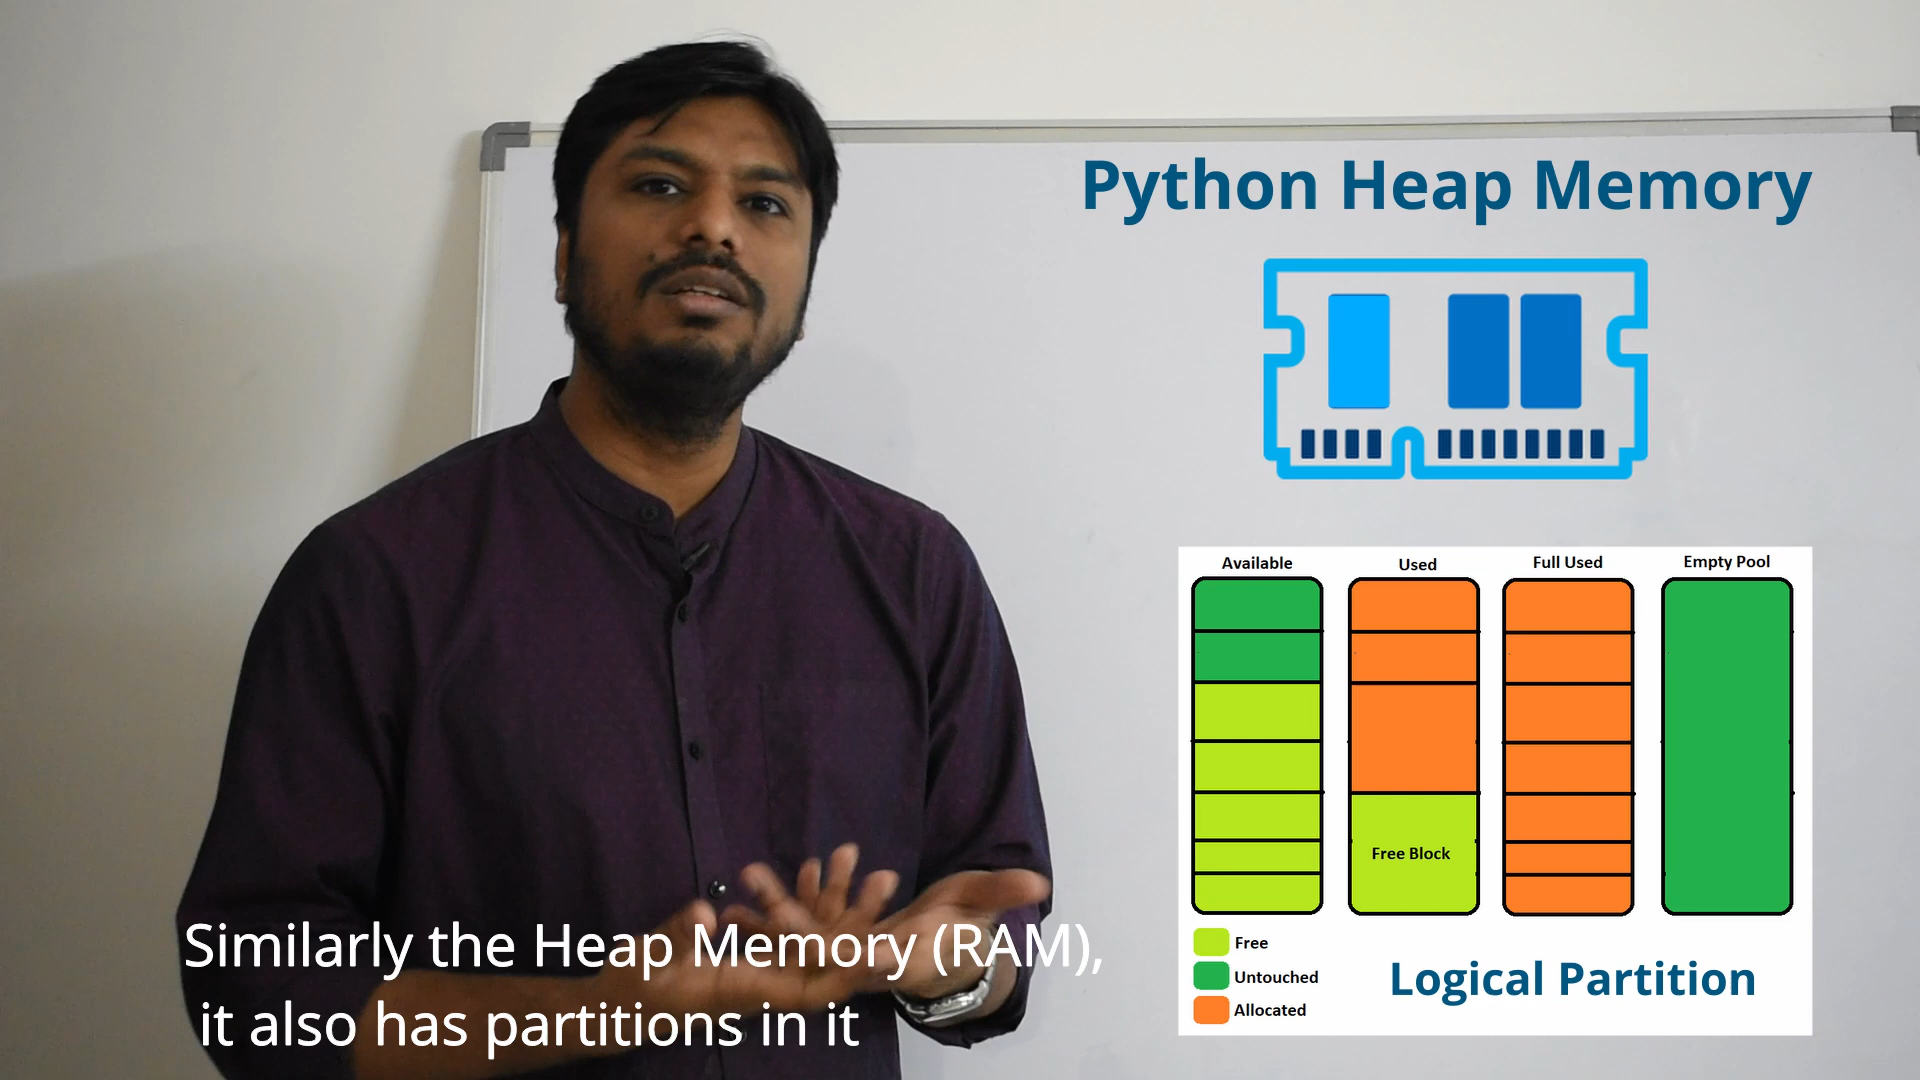 Python Heap Memory
Available
Used
Full Used
Empty Pool
Free Block
Free
Untouched
Allocated
Logical Partition
Similarly the Heap Memory (RAM),
it also has partitions in it